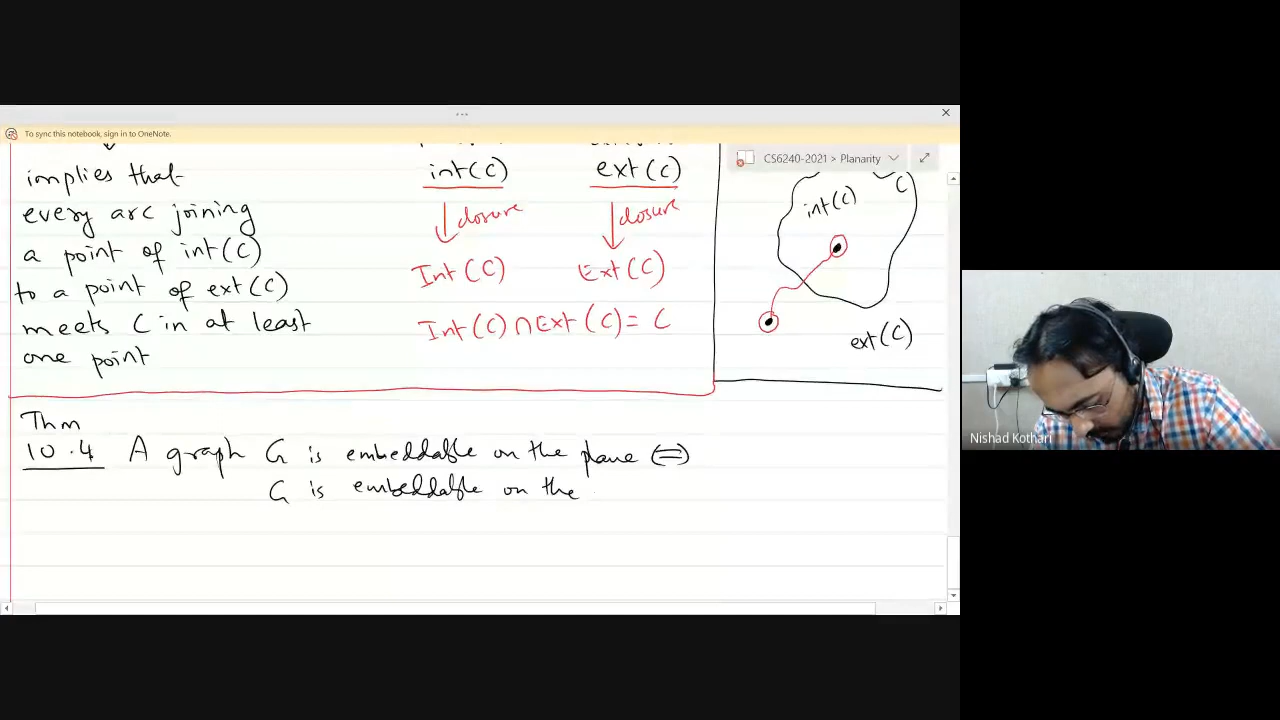 To sync this notebook, sign in to OneNote.
CS6240-2021 > Planarity
implies that
every arc joining
a point of int(C)
to a point of ext(C)
meets C in at least
one point
int(C) ext(C)
↓ closure ↓ closure
Int(C) Ext(C)
Int(C) ∩ Ext(C) = C
C
int(C)
ext(C)
Thm
10.4 A graph G is embeddable on the plane ⇔
G is embeddable on the
Nishad Kothari